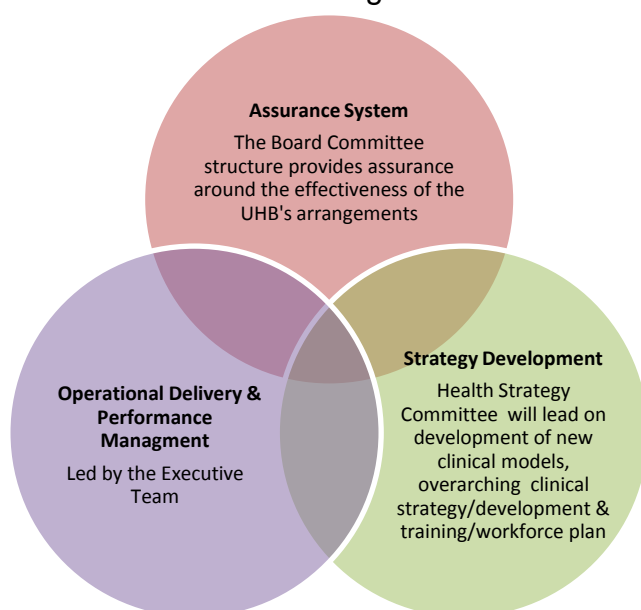 Assurance System
The Board Committee
structure provides assurance
around the effectiveness of the
UHB's arrangements
Operational Delivery &
Performance
Managment
Led by the Executive
Team
Strategy Development
Health Strategy
Committee will lead on
development of new
clinical models,
overarching clinical
strategy/development &
training/workforce plan